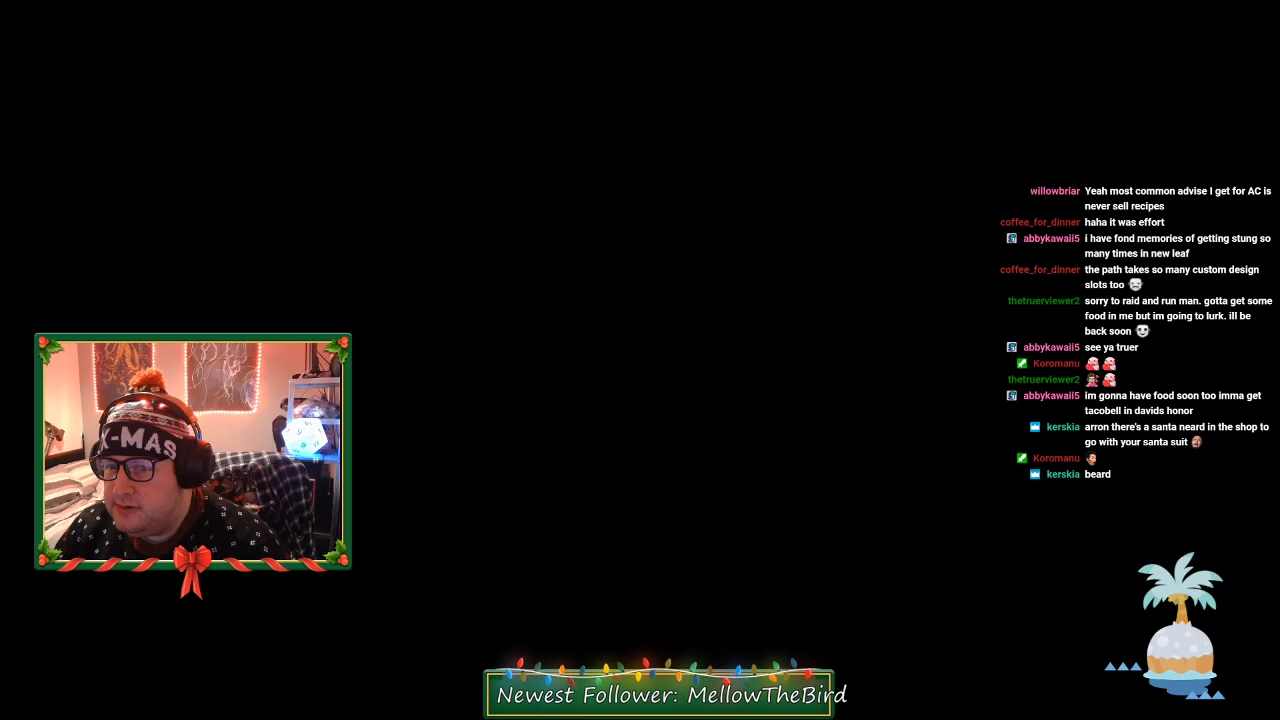 willowbriar Yeah most common advise I get for AC is
never sell recipes
coffee_for_dinner haha it was effort
abbykawaii5 i have fond memories of getting stung so
many times in new leaf
coffee_for_dinner the path takes so many custom design
slots too
thetruerviewer2 sorry to raid and run man. gotta get some
food in me but im going to lurk. ill be
back soon
abbykawaii5 see ya truer
Koromanu
thetruerviewer2
abbykawaii5 im gonna have food soon too imma get
tacobell in davids honor
kerskia arron there's a santa neard in the shop to
go with your santa suit
Koromanu
kerskia beard
X-MAS
Newest Follower: MellowTheBird